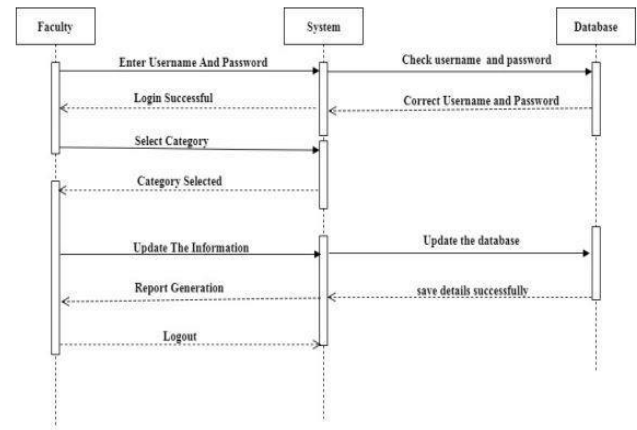 Faculty
System
Database
Enter Username And Password
Check username and password
Login Successful
Correct Username and Password
Select Category
Category Selected
Update The Information
Update the database
Report Generation
save details successfully
Logout